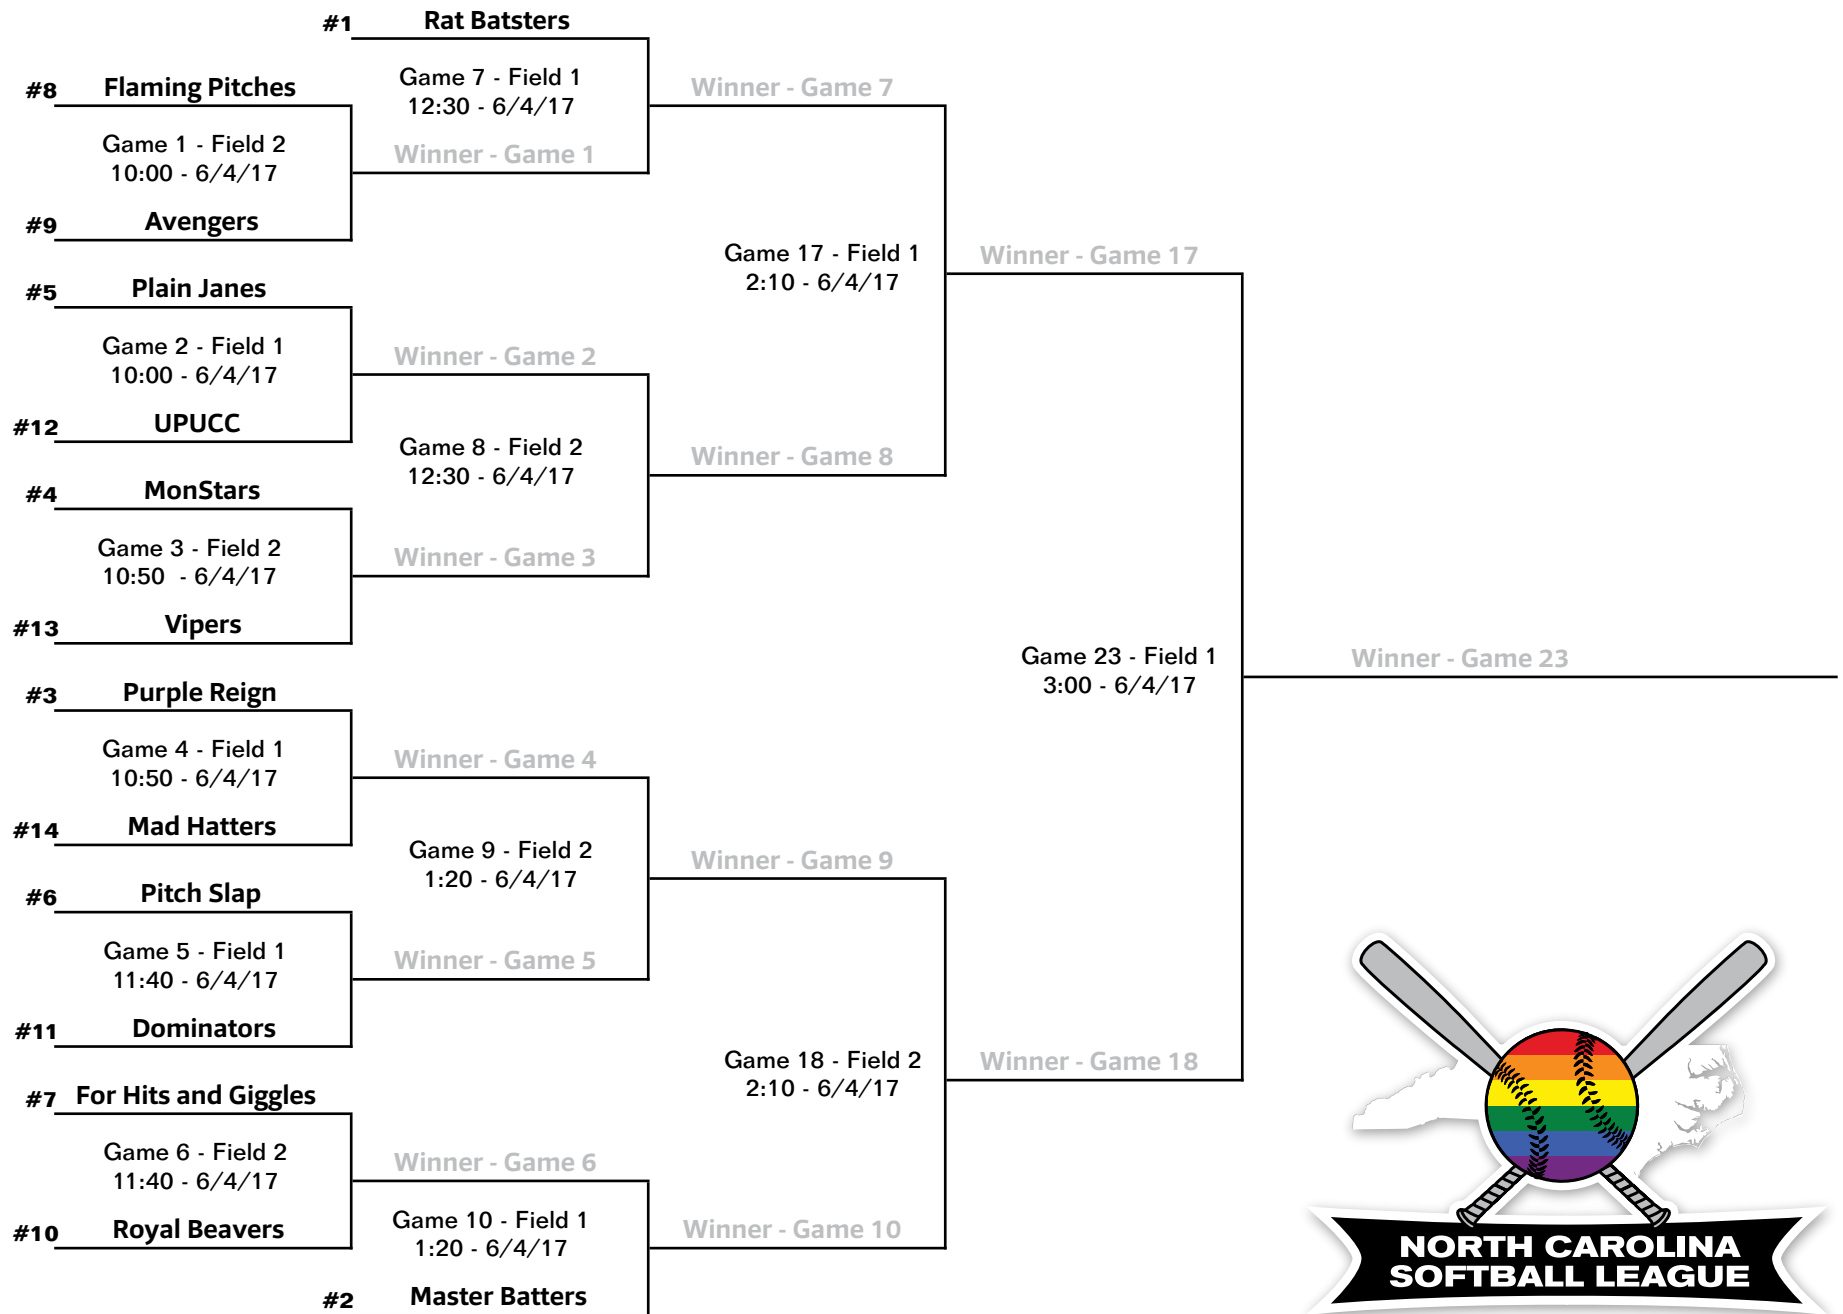 #1 Rat Batsters
Game 7 - Field 1
12:30 - 6/4/17
#8 Flaming Pitches
Game 1 - Field 2
10:00 - 6/4/17
#9 Avengers
Winner - Game 1
Winner - Game 7
#5 Plain Janes
Game 2 - Field 1
10:00 - 6/4/17
#12 UPUCC
Winner - Game 2
Game 8 - Field 2
12:30 - 6/4/17
#4 MonStars
Game 3 - Field 2
10:50 - 6/4/17
#13 Vipers
Winner - Game 3
Winner - Game 8
Game 17 - Field 1
2:10 - 6/4/17
Winner - Game 17
#3 Purple Reign
Game 4 - Field 1
10:50 - 6/4/17
#14 Mad Hatters
Winner - Game 4
Game 9 - Field 2
1:20 - 6/4/17
#6 Pitch Slap
Game 5 - Field 1
11:40 - 6/4/17
#11 Dominators
Winner - Game 5
Winner - Game 9
#7 For Hits and Giggles
Game 6 - Field 2
11:40 - 6/4/17
#10 Royal Beavers
Winner - Game 6
Game 10 - Field 1
1:20 - 6/4/17
#2 Master Batters
Winner - Game 10
Game 18 - Field 2
2:10 - 6/4/17
Winner - Game 18
Game 23 - Field 1
3:00 - 6/4/17
Winner - Game 23
NORTH CAROLINA
SOFTBALL LEAGUE